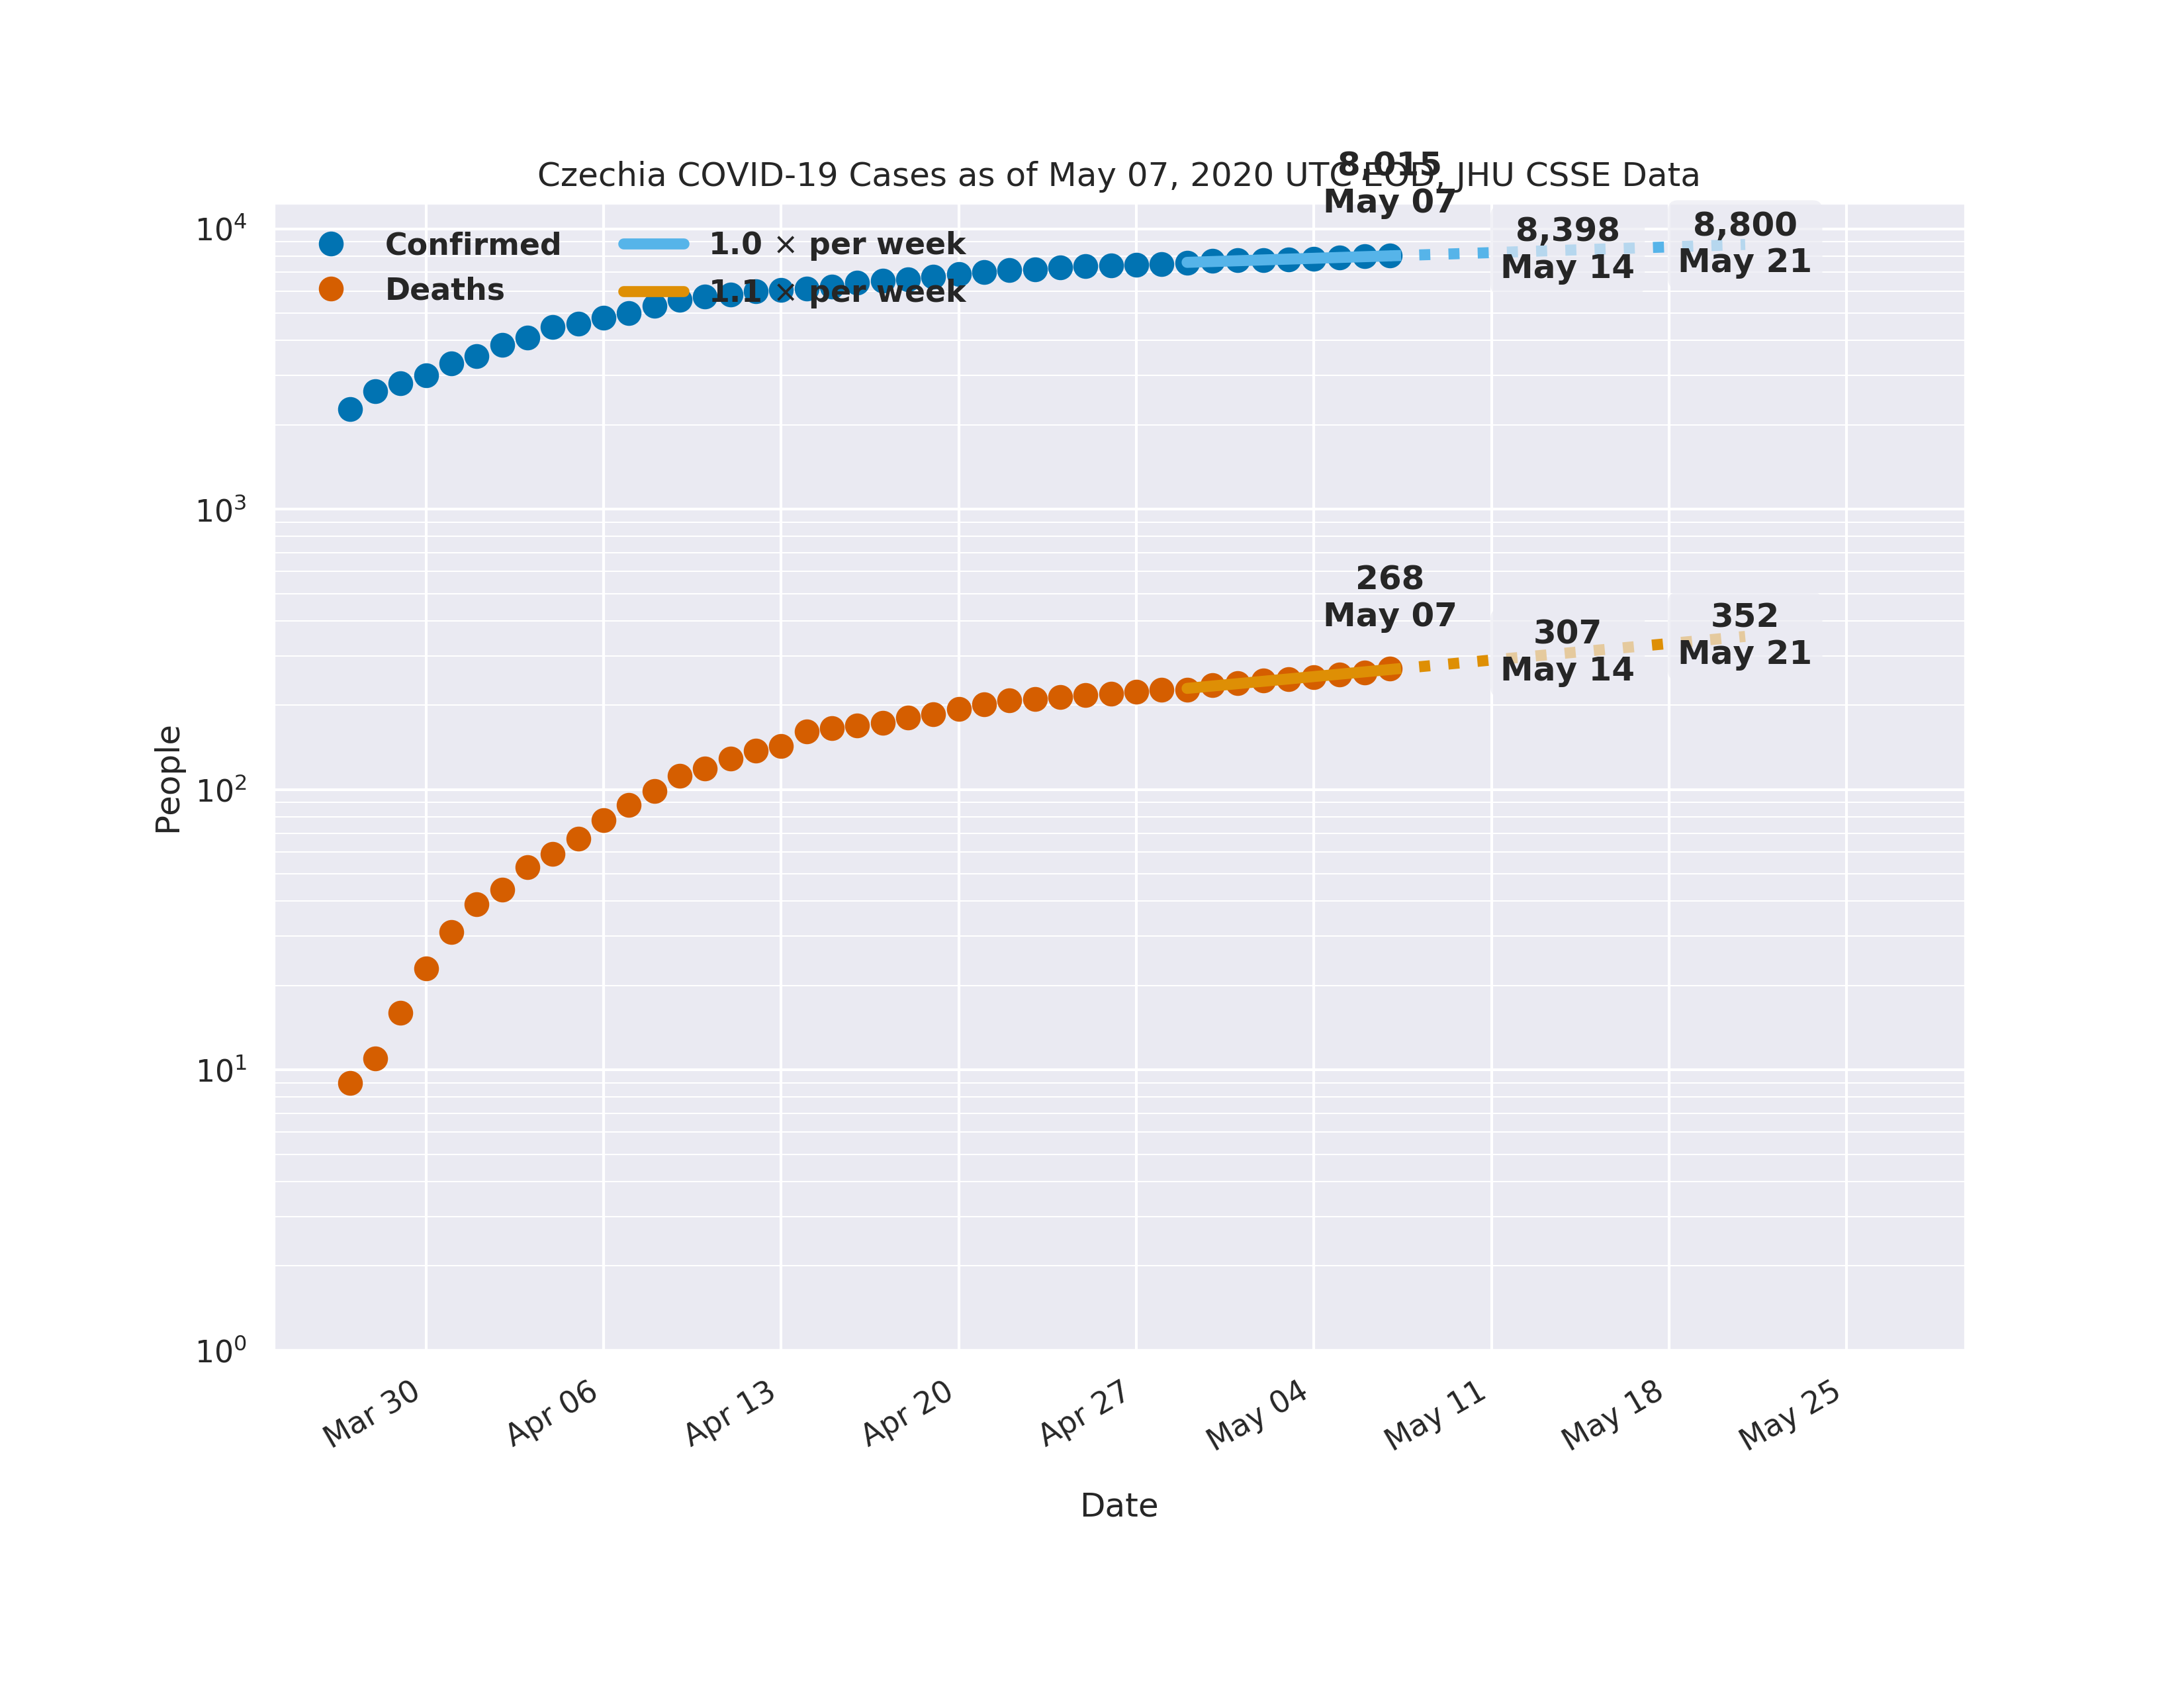 Czechia COVID-19 Cases as of May 07, 2020 UTC EOD, JHU CSSE Data
8,015
May 07
8,398
May 14
8,800
May 21
Confirmed
Deaths
1.0 × per week
1.1 × per week
268
May 07
307
May 14
352
May 21
10⁴
10³
10²
10¹
10⁰
People
Mar 30
Apr 06
Apr 13
Apr 20
Apr 27
May 04
May 11
May 18
May 25
Date